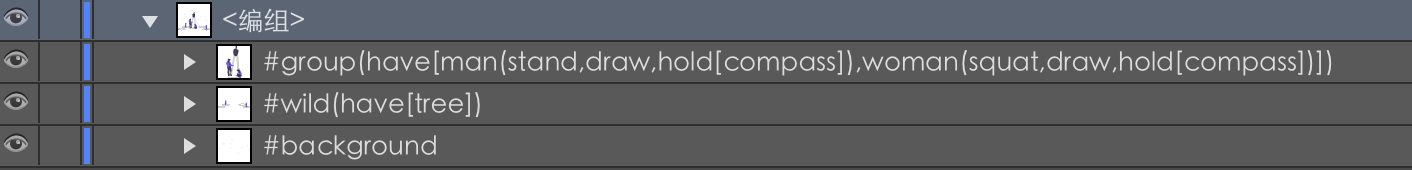 <编组>
#group(have[man(stand,draw,hold[compass]),woman(squat,draw,hold[compass])])
#wild(have[tree])
#background